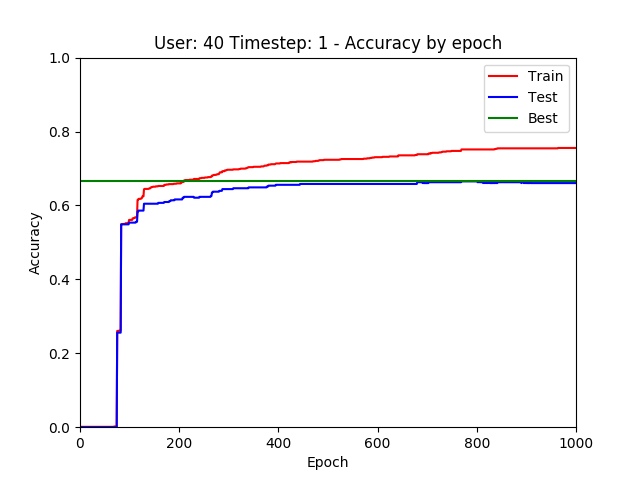 User: 40 Timestep: 1 - Accuracy by epoch
1.0
0.8
0.6
0.4
0.2
0.0
Accuracy
Train
Test
Best
0 200 400 600 800 1000
Epoch